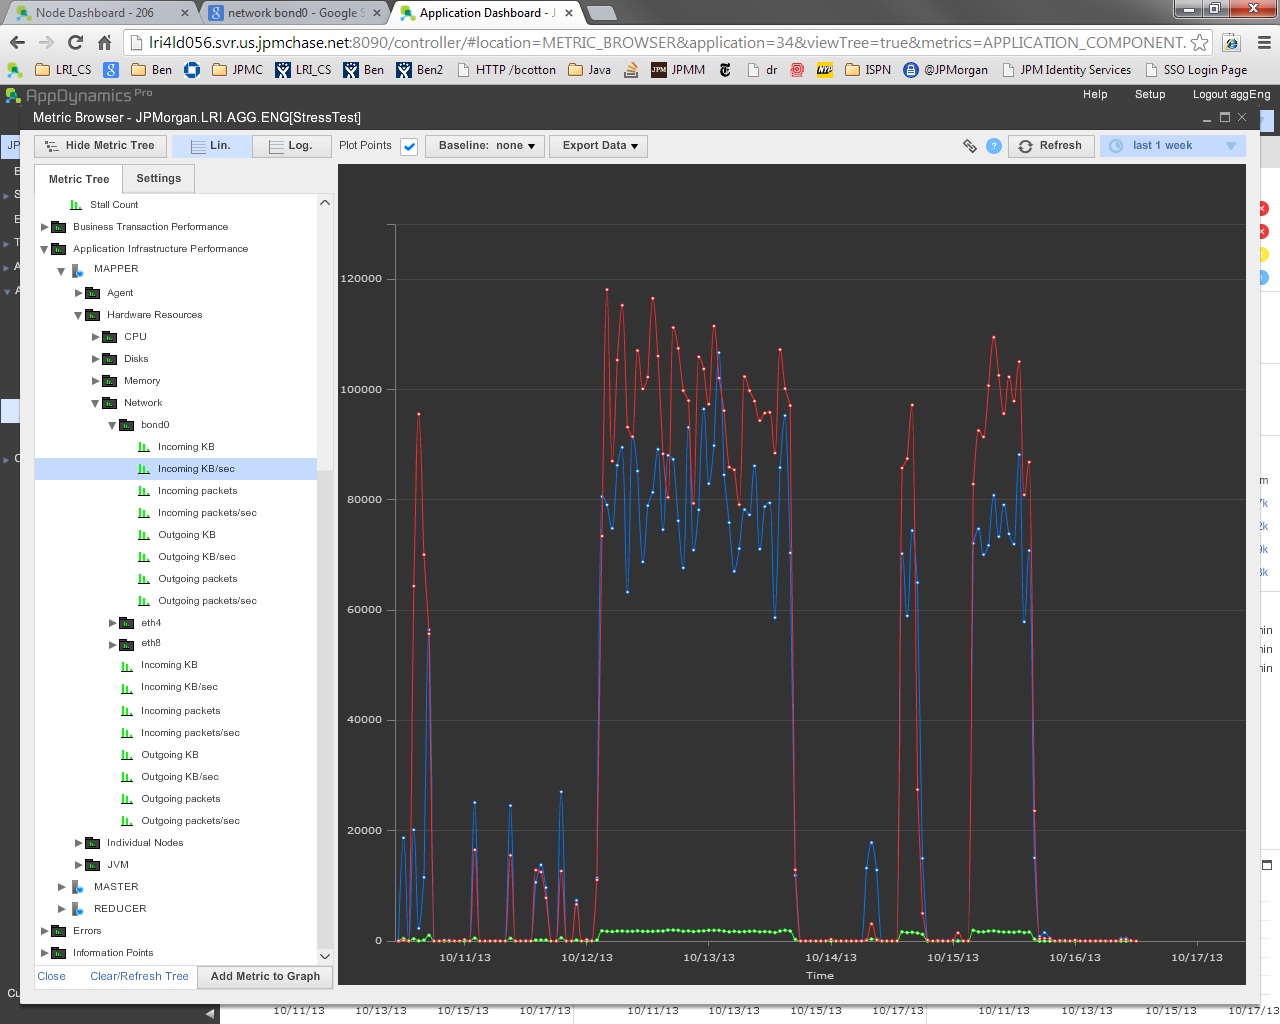 Node Dashboard - 206
network bond0 - Google S
Application Dashboard - J
lri4ld056.svr.us.jpmchase.net:8090/controller/#location=METRIC_BROWSER&application=34&viewTree=true&metrics=APPLICATION_COMPONENT.
LRI_CS
Ben
JPMC
LRI_CS
Ben
Ben2
HTTP /bcotton
Java
JPMM
dr
ISPN
@JPMorgan
JPM Identity Services
SSO Login Page
AppDynamics Pro
Help Setup Logout aggEng
Metric Browser - JPMorgan.LRI.AGG.ENG[StressTest]
Hide Metric Tree Lin. Log. Plot Points Baseline: none Export Data Refresh last 1 week
Metric Tree Settings
Stall Count
Business Transaction Performance
Application Infrastructure Performance
MAPPER
Agent
Hardware Resources
CPU
Disks
Memory
Network
bond0
Incoming KB
Incoming KB/sec
Incoming packets
Incoming packets/sec
Outgoing KB
Outgoing KB/sec
Outgoing packets
Outgoing packets/sec
eth4
eth8
Incoming KB
Incoming KB/sec
Incoming packets
Incoming packets/sec
Outgoing KB
Outgoing KB/sec
Outgoing packets
Outgoing packets/sec
Individual Nodes
JVM
MASTER
REDUCER
Errors
Information Points
Close Clear/Refresh Tree Add Metric to Graph
120000
100000
80000
60000
40000
20000
0
10/11/13 10/12/13 10/13/13 10/14/13 10/15/13 10/16/13 10/17/13
Time
10/11/13 10/13/13 10/15/13 10/17/13 10/11/13 10/13/13 10/15/13 10/17/13 10/11/13 10/13/13 10/15/13 10/17/13